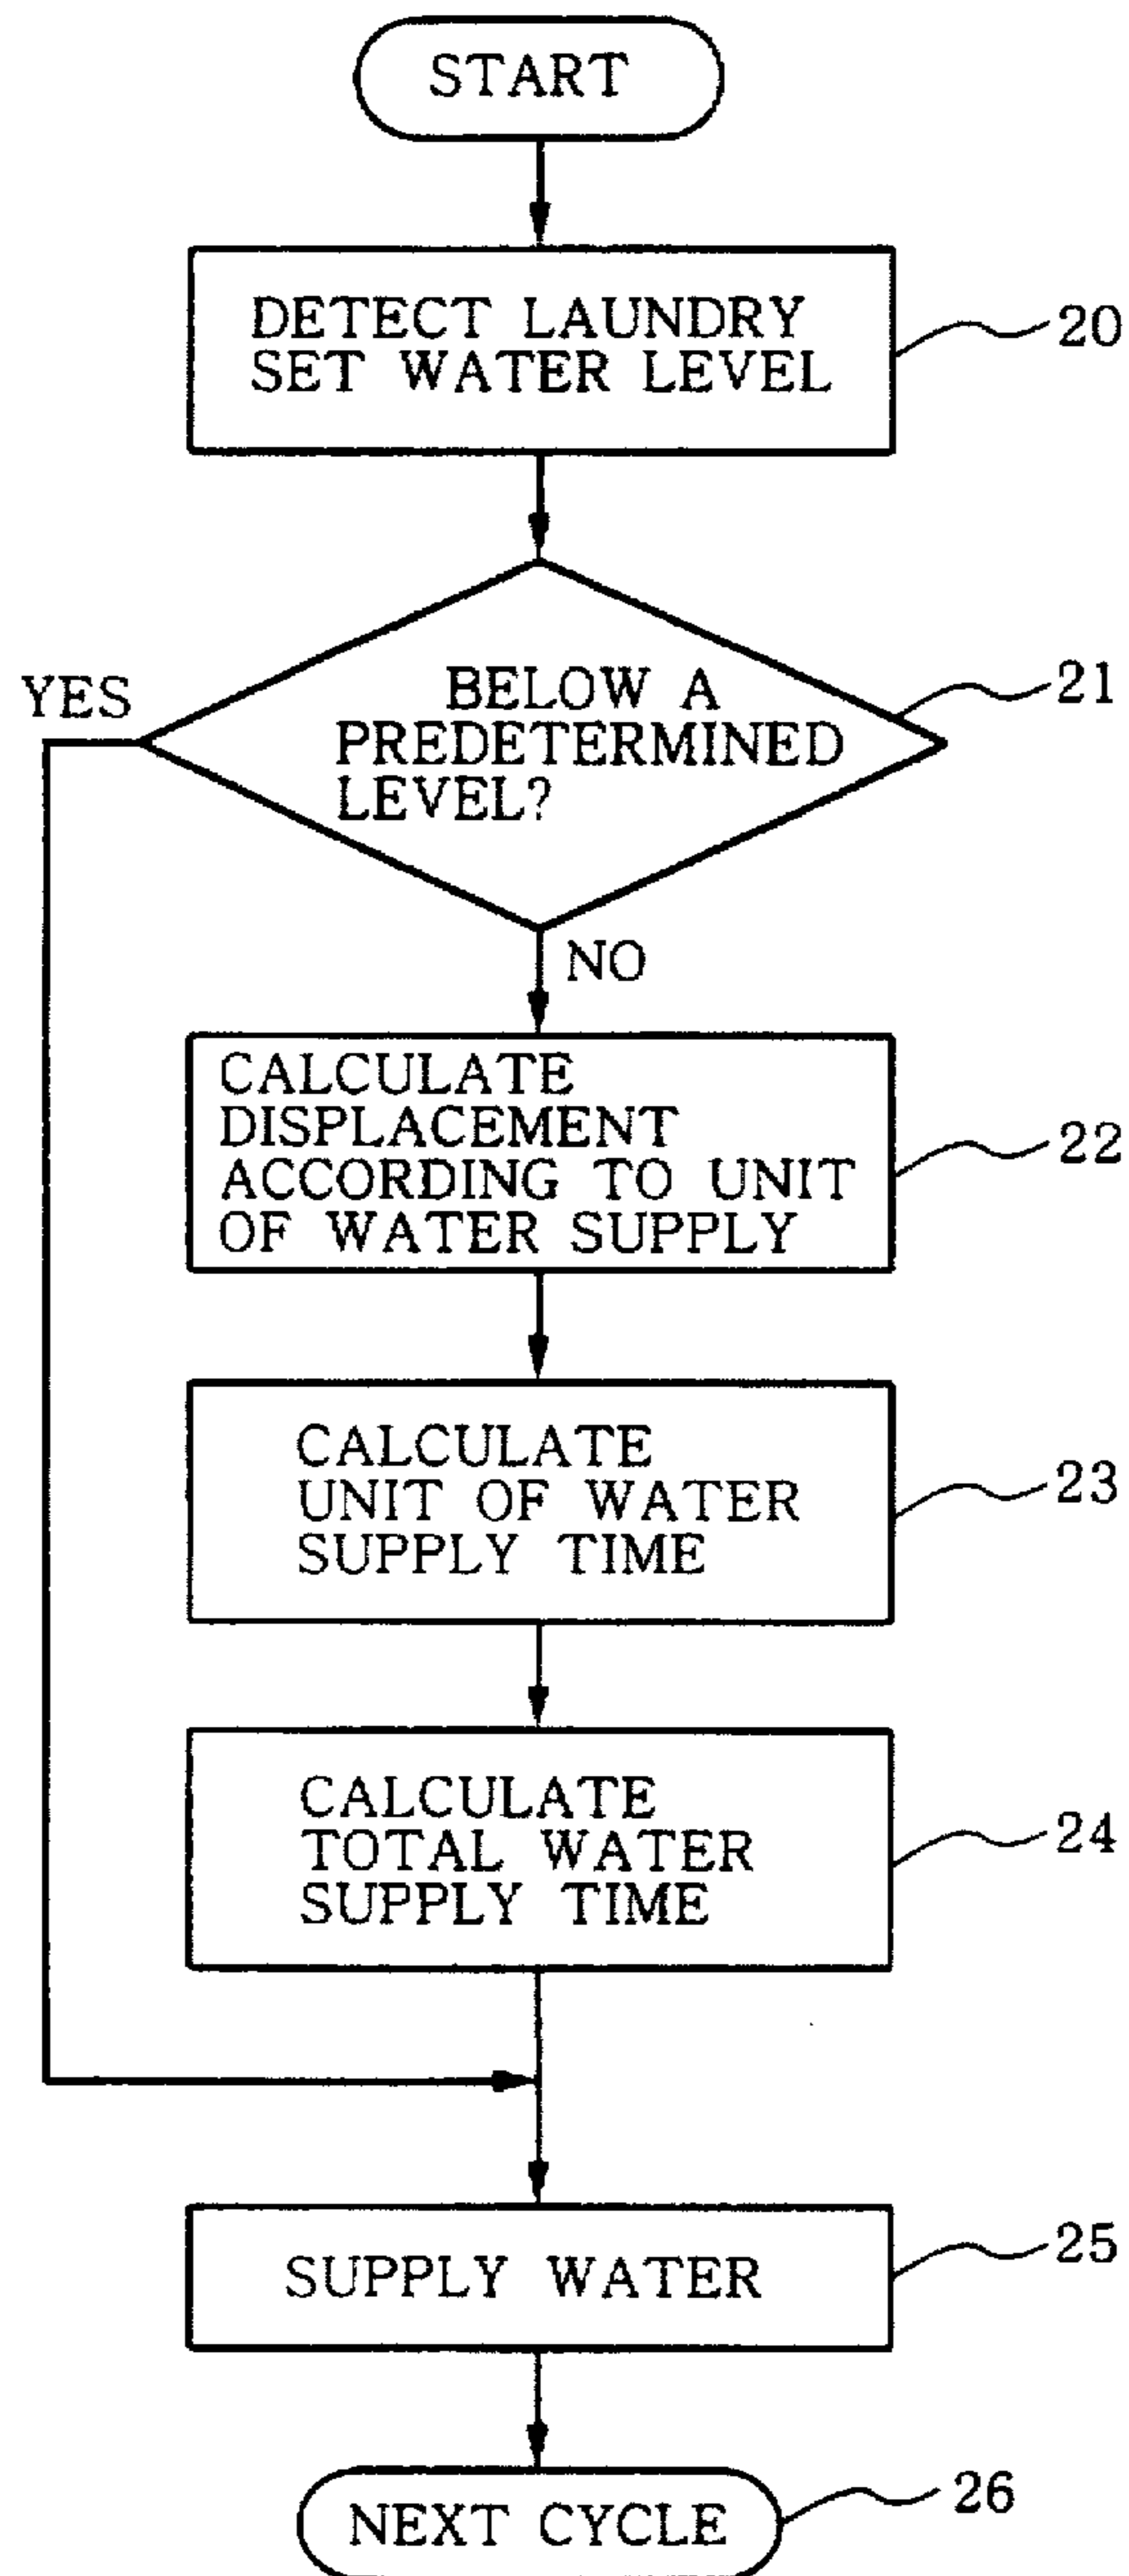 START
DETECT LAUNDRY
SET WATER LEVEL
20
YES
BELOW A
PREDETERMINED
LEVEL?
21
NO
CALCULATE
DISPLACEMENT
ACCORDING TO UNIT
OF WATER SUPPLY
22
CALCULATE
UNIT OF WATER
SUPPLY TIME
23
CALCULATE
TOTAL WATER
SUPPLY TIME
24
SUPPLY WATER
25
NEXT CYCLE
26